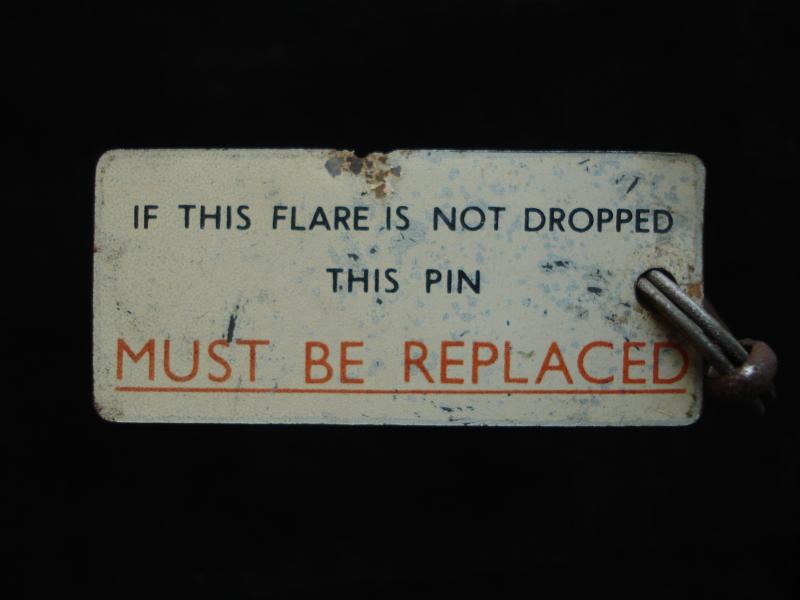 IF THIS FLARE IS NOT DROPPED
THIS PIN
MUST BE REPLACED